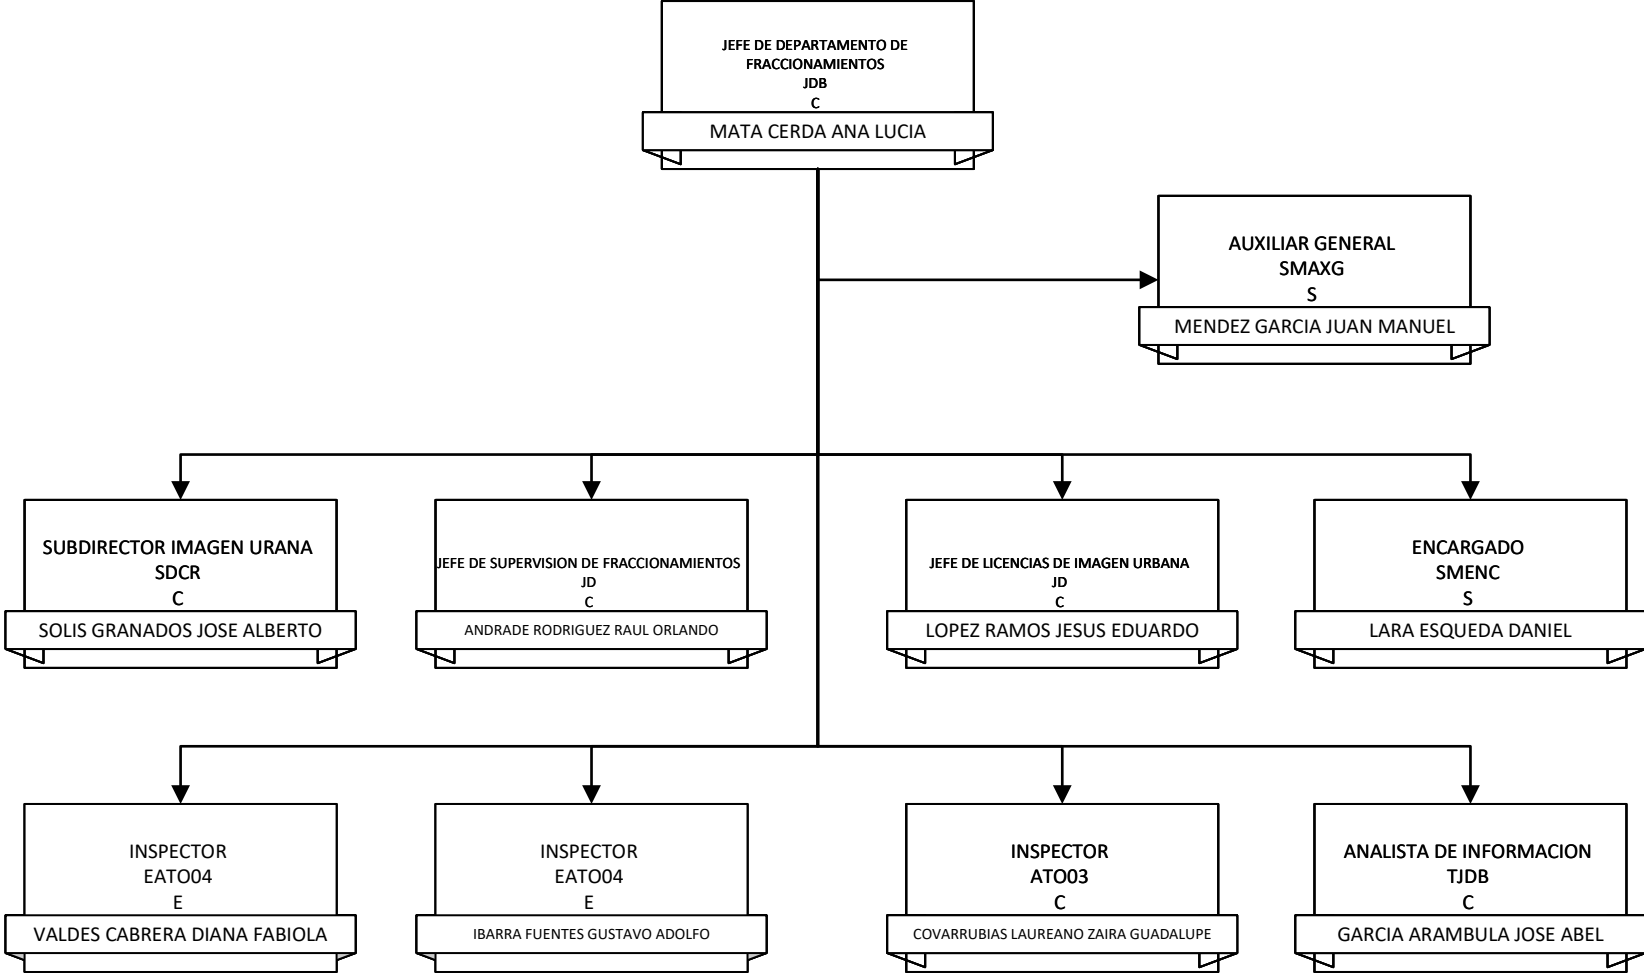 JEFE DE DEPARTAMENTO DE
FRACCIONAMIENTOS
JDB
C
MATA CERDA ANA LUCIA
AUXILIAR GENERAL
SMAXG
S
MENDEZ GARCIA JUAN MANUEL
SUBDIRECTOR IMAGEN URANA
SDCR
C
SOLIS GRANADOS JOSE ALBERTO
JEFE DE SUPERVISION DE FRACCIONAMIENTOS
JD
C
ANDRADE RODRIGUEZ RAUL ORLANDO
JEFE DE LICENCIAS DE IMAGEN URBANA
JD
C
LOPEZ RAMOS JESUS EDUARDO
ENCARGADO
SMENC
S
LARA ESQUEDA DANIEL
INSPECTOR
EATO04
E
VALDES CABRERA DIANA FABIOLA
INSPECTOR
EATO04
E
IBARRA FUENTES GUSTAVO ADOLFO
INSPECTOR
ATO03
C
COVARRUBIAS LAUREANO ZAIRA GUADALUPE
ANALISTA DE INFORMACION
TJDB
C
GARCIA ARAMBULA JOSE ABEL